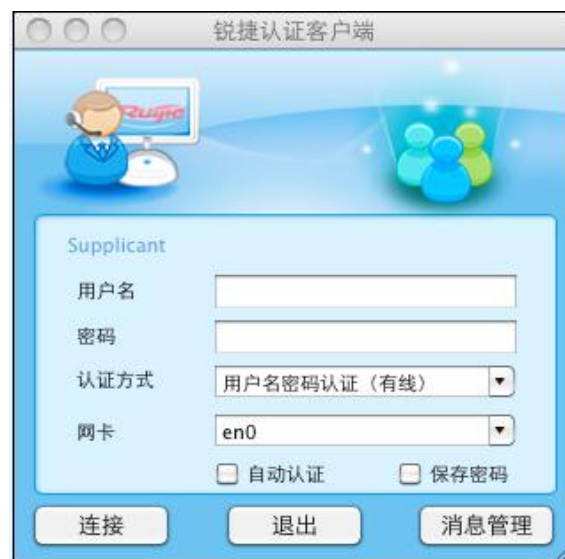 锐捷认证客户端
Ruijie
Supplicant
用户名
密码
认证方式 用户名密码认证（有线）
网卡 en0
自动认证 保存密码
连接 退出 消息管理